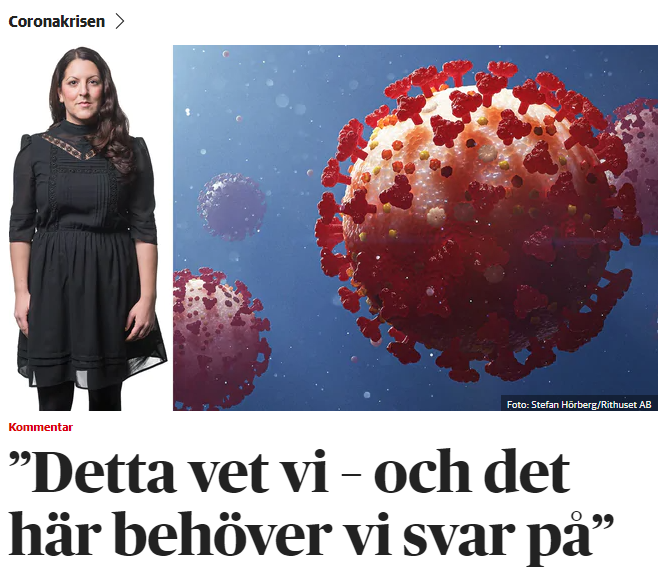 Coronakrisen
Foto: Stefan Hörberg/Rithuset AB
Kommentar
”Detta vet vi – och det
här behöver vi svar på”